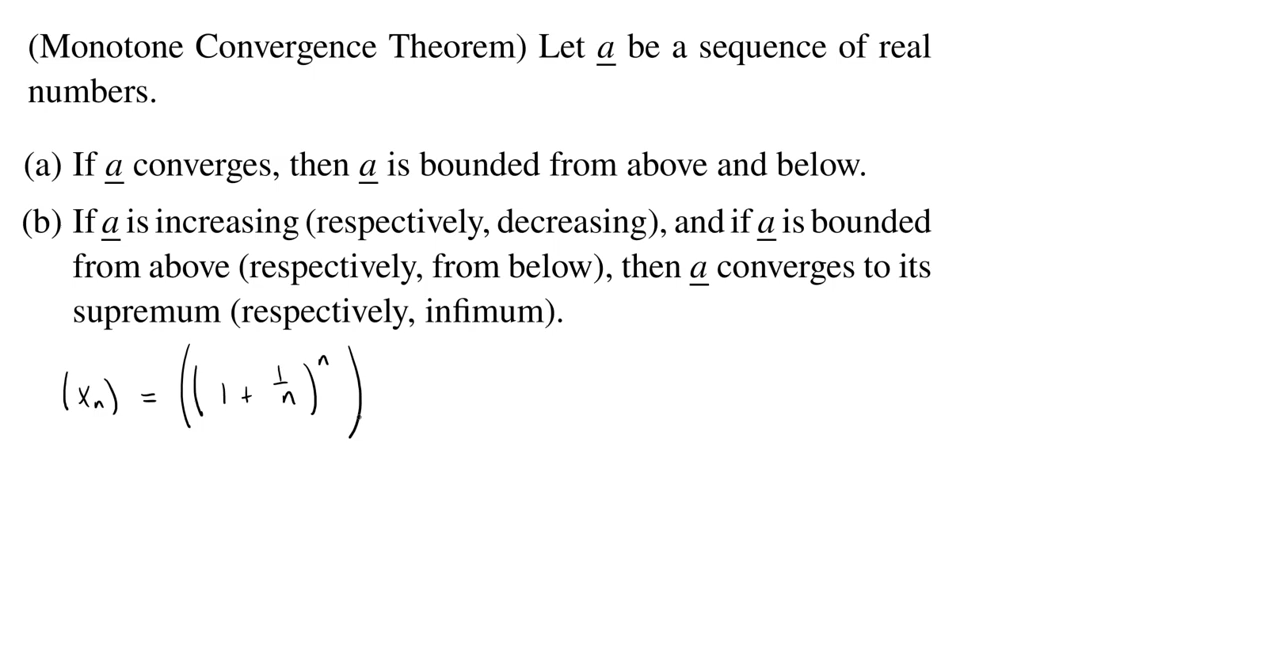 (Monotone Convergence Theorem) Let a be a sequence of real
numbers.
(a) If a converges, then a is bounded from above and below.
(b) If a is increasing (respectively, decreasing), and if a is bounded
from above (respectively, from below), then a converges to its
supremum (respectively, infimum).
(xₙ) = ((1 + 1/n)ⁿ)